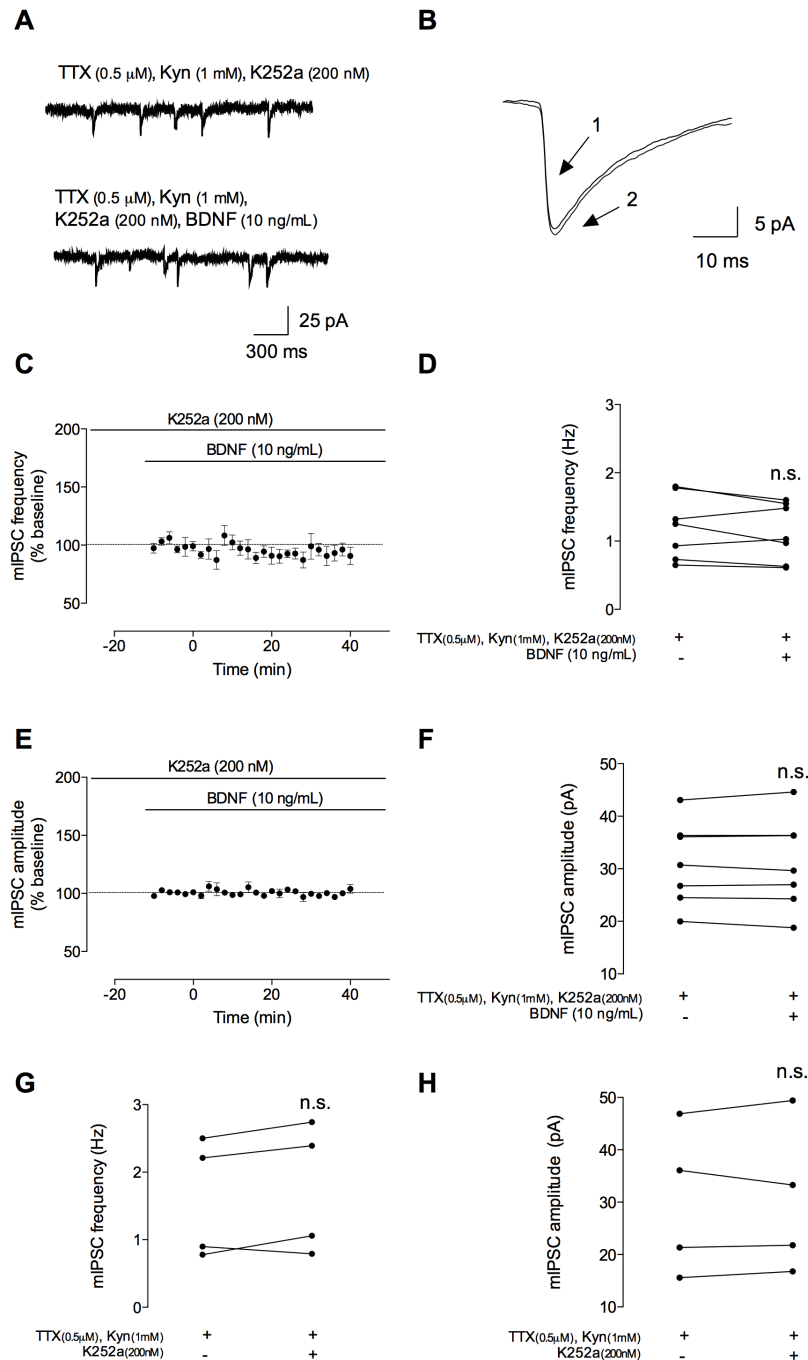 A
TTX (0.5 µM), Kyn (1 mM), K252a (200 nM)
TTX (0.5 µM), Kyn (1 mM),
K252a (200 nM), BDNF (10 ng/mL)
25 pA
300 ms
B
1
2
5 pA
10 ms
C
K252a (200 nM)
BDNF (10 ng/mL)
mIPSC frequency
(% baseline)
200
150
100
50
-20 0 20 40
Time (min)
D
mIPSC frequency (Hz)
3
2
1
0
n.s.
TTX(0.5µM), Kyn(1mM), K252a(200nM) + +
BDNF (10 ng/mL) - +
E
K252a (200 nM)
BDNF (10 ng/mL)
mIPSC amplitude
(% baseline)
200
150
100
50
-20 0 20 40
Time (min)
F
mIPSC amplitude (pA)
50
40
30
20
10
n.s.
TTX(0.5µM), Kyn(1mM), K252a(200nM) + +
BDNF (10 ng/mL) - +
G
mIPSC frequency (Hz)
3
2
1
0
n.s.
TTX(0.5µM), Kyn(1mM) + +
K252a(200nM) - +
H
mIPSC amplitude (pA)
50
40
30
20
10
n.s.
TTX(0.5µM), Kyn(1mM) + +
K252a(200nM) - +